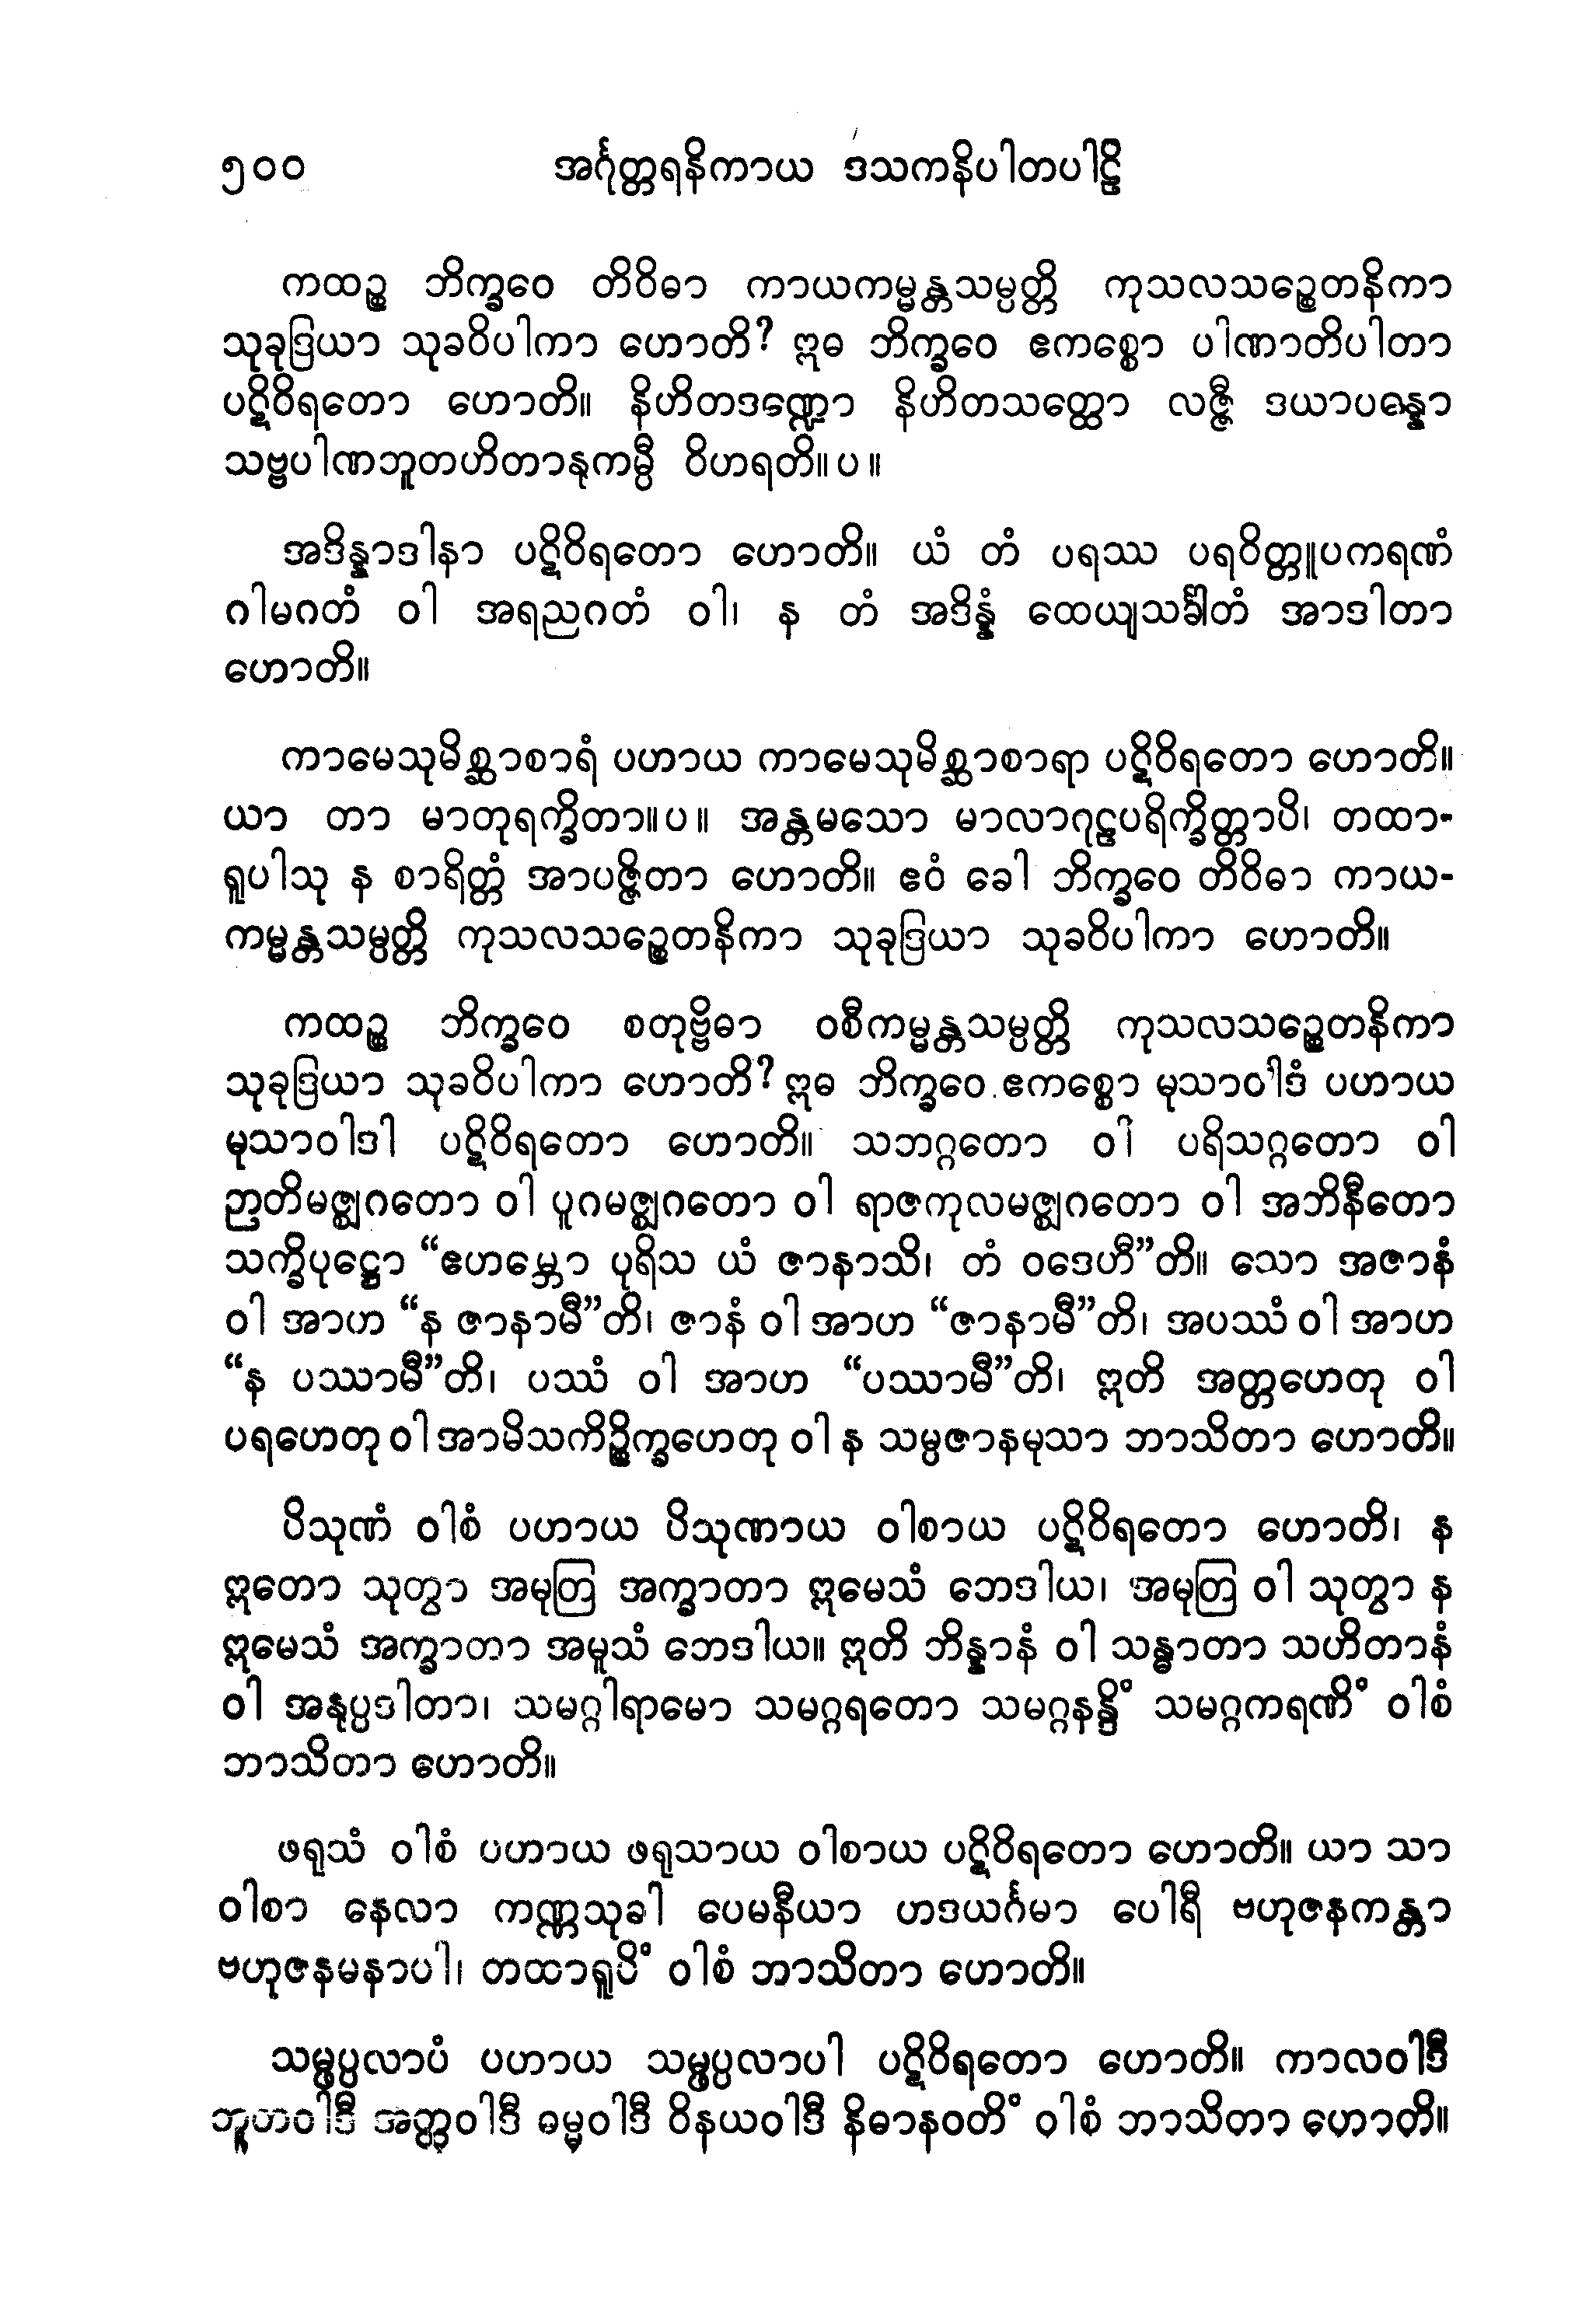 ၅၀၀ အင်္ဂုတ္တရနိကာယ ဒသကနိပါတပါဠိ
ကထဉ္စ ဘိက္ခဝေ တိဝိဓာ ကာယကမ္မန္တသမ္ပတ္တိ ကုသလသဉ္စေတနိကာ
သုခုဒြယာ သုခဝိပါကာ ဟောတိ? ဣဓ ဘိက္ခဝေ ဧကစ္စော ပါဏာတိပါတာ
ပဋိဝိရတော ဟောတိ။ နိဟိတဒဏ္ဍော နိဟိတသတ္ထော လဇ္ဇီ ဒယာပန္နော
သဗ္ဗပါဏဘူတဟိတာနုကမ္ပီ ဝိဟရတိ။ပ။
အဒိန္နာဒါနာ ပဋိဝိရတော ဟောတိ။ ယံ တံ ပရဿ ပရဝိတ္တူပကရဏံ
ဂါမဂတံ ဝါ အရညဂတံ ဝါ၊ န တံ အဒိန္နံ ထေယျသင်္ခါတံ အာဒါတာ
ဟောတိ။
ကာမေသုမိစ္ဆာစာရံ ပဟာယ ကာမေသုမိစ္ဆာစာရာ ပဋိဝိရတော ဟောတိ။
ယာ တာ မာတုရက္ခိတာ။ပ။ အန္တမသော မာလာဂုဠပရိက္ခိတ္တာပိ၊ တထာ-
ရူပါသု န စာရိတ္တံ အာပဇ္ဇိတာ ဟောတိ။ ဧဝံ ခေါ ဘိက္ခဝေ တိဝိဓာ ကာယ-
ကမ္မန္တသမ္ပတ္တိ ကုသလသဉ္စေတနိကာ သုခုဒြယာ သုခဝိပါကာ ဟောတိ။
ကထဉ္စ ဘိက္ခဝေ စတုဗ္ဗိဓာ ဝစီကမ္မန္တသမ္ပတ္တိ ကုသလသဉ္စေတနိကာ
သုခုဒြယာ သုခဝိပါကာ ဟောတိ? ဣဓ ဘိက္ခဝေ ဧကစ္စော မုသာဝါဒံ ပဟာယ
မုသာဝါဒါ ပဋိဝိရတော ဟောတိ။ သဘဂ္ဂတော ဝါ ပရိသဂ္ဂတော ဝါ
ဉာတိမဇ္ဈဂတော ဝါ ပူဂမဇ္ဈဂတော ဝါ ရာဇကုလမဇ္ဈဂတော ဝါ အဘိနီတော
သက္ခိပုဋ္ဌော “ဧဟမ္ဘော ပုရိသ ယံ ဇာနာသိ၊ တံ ဝဒေဟီ”တိ။ သော အဇာနံ
ဝါ အာဟ “န ဇာနာမီ”တိ၊ ဇာနံ ဝါ အာဟ “ဇာနာမီ”တိ၊ အပဿံ ဝါ အာဟ
“န ပဿာမီ”တိ၊ ပဿံ ဝါ အာဟ “ပဿာမီ”တိ၊ ဣတိ အတ္တဟေတု ဝါ
ပရဟေတု ဝါ အာမိသကိဉ္စိက္ခဟေတု ဝါ န သမ္ပဇာနမုသာ ဘာသိတာ ဟောတိ။
ပိသုဏံ ဝါစံ ပဟာယ ပိသုဏာယ ဝါစာယ ပဋိဝိရတော ဟောတိ၊ န
ဣတော သုတွာ အမုတြ အက္ခာတာ ဣမေသံ ဘေဒါယ၊ အမုတြ ဝါ သုတွာ န
ဣမေသံ အက္ခာတာ အမူသံ ဘေဒါယ။ ဣတိ ဘိန္နာနံ ဝါ သန္ဓာတာ သဟိတာနံ
ဝါ အနုပ္ပဒါတာ၊ သမဂ္ဂါရာမော သမဂ္ဂရတော သမဂ္ဂနန္ဒိံ သမဂ္ဂကရဏိံ ဝါစံ
ဘာသိတာ ဟောတိ။
ဖရုသံ ဝါစံ ပဟာယ ဖရုသာယ ဝါစာယ ပဋိဝိရတော ဟောတိ။ ယာ သာ
ဝါစာ နေလာ ကဏ္ဏသုခါ ပေမနီယာ ဟဒယင်္ဂမာ ပေါရီ ဗဟုဇနကန္တာ
ဗဟုဇနမနာပါ၊ တထာရူပိံ ဝါစံ ဘာသိတာ ဟောတိ။
သမ္ဖပ္ပလာပံ ပဟာယ သမ္ဖပ္ပလာပါ ပဋိဝိရတော ဟောတိ။ ကာလဝါဒီ
ဘူတဝါဒီ အတ္ထဝါဒီ ဓမ္မဝါဒီ ဝိနယဝါဒီ နိဓာနဝတိံ ဝါစံ ဘာသိတာ ဟောတိ။